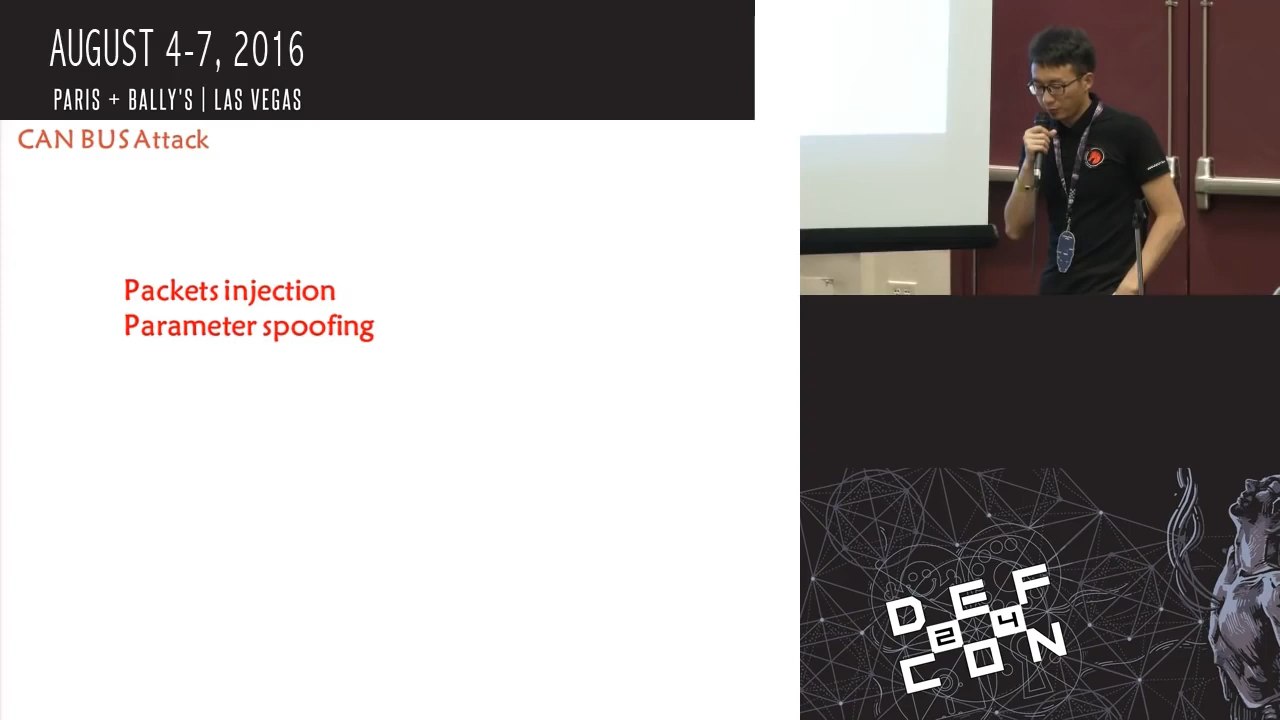 AUGUST 4-7, 2016
PARIS + BALLY'S | LAS VEGAS
CAN BUS Attack
Packets injection
Parameter spoofing
DEF
24
CON